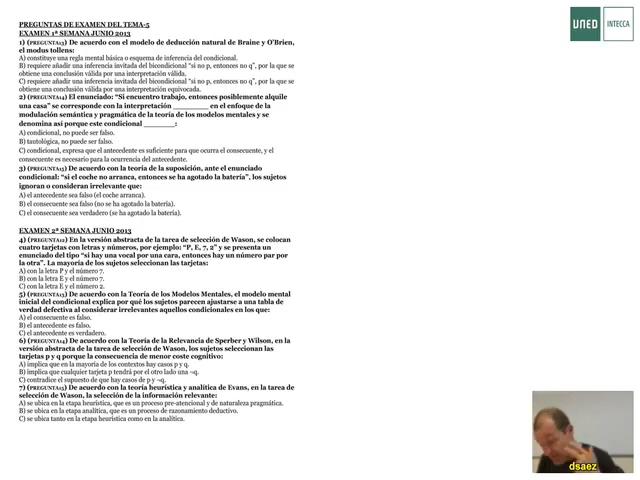 PREGUNTAS DE EXAMEN DEL TEMA-5
EXAMEN 1ª SEMANA JUNIO 2013
1) (PREGUNTA13) De acuerdo con el modelo de deducción natural de Braine y O'Brien,
el modus tollens:
A) constituye una regla mental básica o esquema de inferencia del condicional.
B) requiere añadir una inferencia invitada del bicondicional "si no p, entonces no q", por la que se
obtiene una conclusión válida por una interpretación válida.
C) requiere añadir una inferencia invitada del bicondicional "si no p, entonces no q", por la que se
obtiene una conclusión válida por una interpretación equivocada.
2) (PREGUNTA14) El enunciado: "Si encuentro trabajo, entonces posiblemente alquile
una casa" se corresponde con la interpretación ________ en el enfoque de la
modulación semántica y pragmática de la teoría de los modelos mentales y se
denomina así porque este condicional _______:
A) condicional, no puede ser falso.
B) tautológica, no puede ser falso.
C) condicional, expresa que el antecedente es suficiente para que ocurra el consecuente, y el
consecuente es necesario para la ocurrencia del antecedente.
3) (PREGUNTA15) De acuerdo con la teoría de la suposición, ante el enunciado
condicional: "si el coche no arranca, entonces se ha agotado la batería", los sujetos
ignoran o consideran irrelevante que:
A) el antecedente sea falso (el coche arranca).
B) el consecuente sea falso (no se ha agotado la batería).
C) el consecuente sea verdadero (se ha agotado la batería).
EXAMEN 2ª SEMANA JUNIO 2013
4) (PREGUNTA12) En la versión abstracta de la tarea de selección de Wason, se colocan
cuatro tarjetas con letras y números, por ejemplo: "P, E, 7, 2" y se presenta un
enunciado del tipo "si hay una vocal por una cara, entonces hay un número par por
la otra". La mayoría de los sujetos seleccionan las tarjetas:
A) con la letra P y el número 7.
B) con la letra E y el número 7.
C) con la letra E y el número 2.
5) (PREGUNTA13) De acuerdo con la Teoría de los Modelos Mentales, el modelo mental
inicial del condicional explica por qué los sujetos parecen ajustarse a una tabla de
verdad defectiva al considerar irrelevantes aquellos condicionales en los que:
A) el consecuente es falso.
B) el antecedente es falso.
C) el antecedente es verdadero.
6) (PREGUNTA14) De acuerdo con la Teoría de la Relevancia de Sperber y Wilson, en la
versión abstracta de la tarea de selección de Wason, los sujetos seleccionan las
tarjetas p y q porque la consecuencia de menor coste cognitivo:
A) implica que en la mayoría de los contextos hay casos p y q.
B) implica que cualquier tarjeta p tendrá por el otro lado una ¬q.
C) contradice el supuesto de que hay casos de p y ¬q.
7) (PREGUNTA15) De acuerdo con la teoría heurística y analítica de Evans, en la tarea de
selección de Wason, la selección de la información relevante:
A) se ubica en la etapa heurística, que es un proceso pre-atencional y de naturaleza pragmática.
B) se ubica en la etapa analítica, que es un proceso de razonamiento deductivo.
C) se ubica tanto en la etapa heurística como en la analítica.
UNED
INTECCA
dsaez